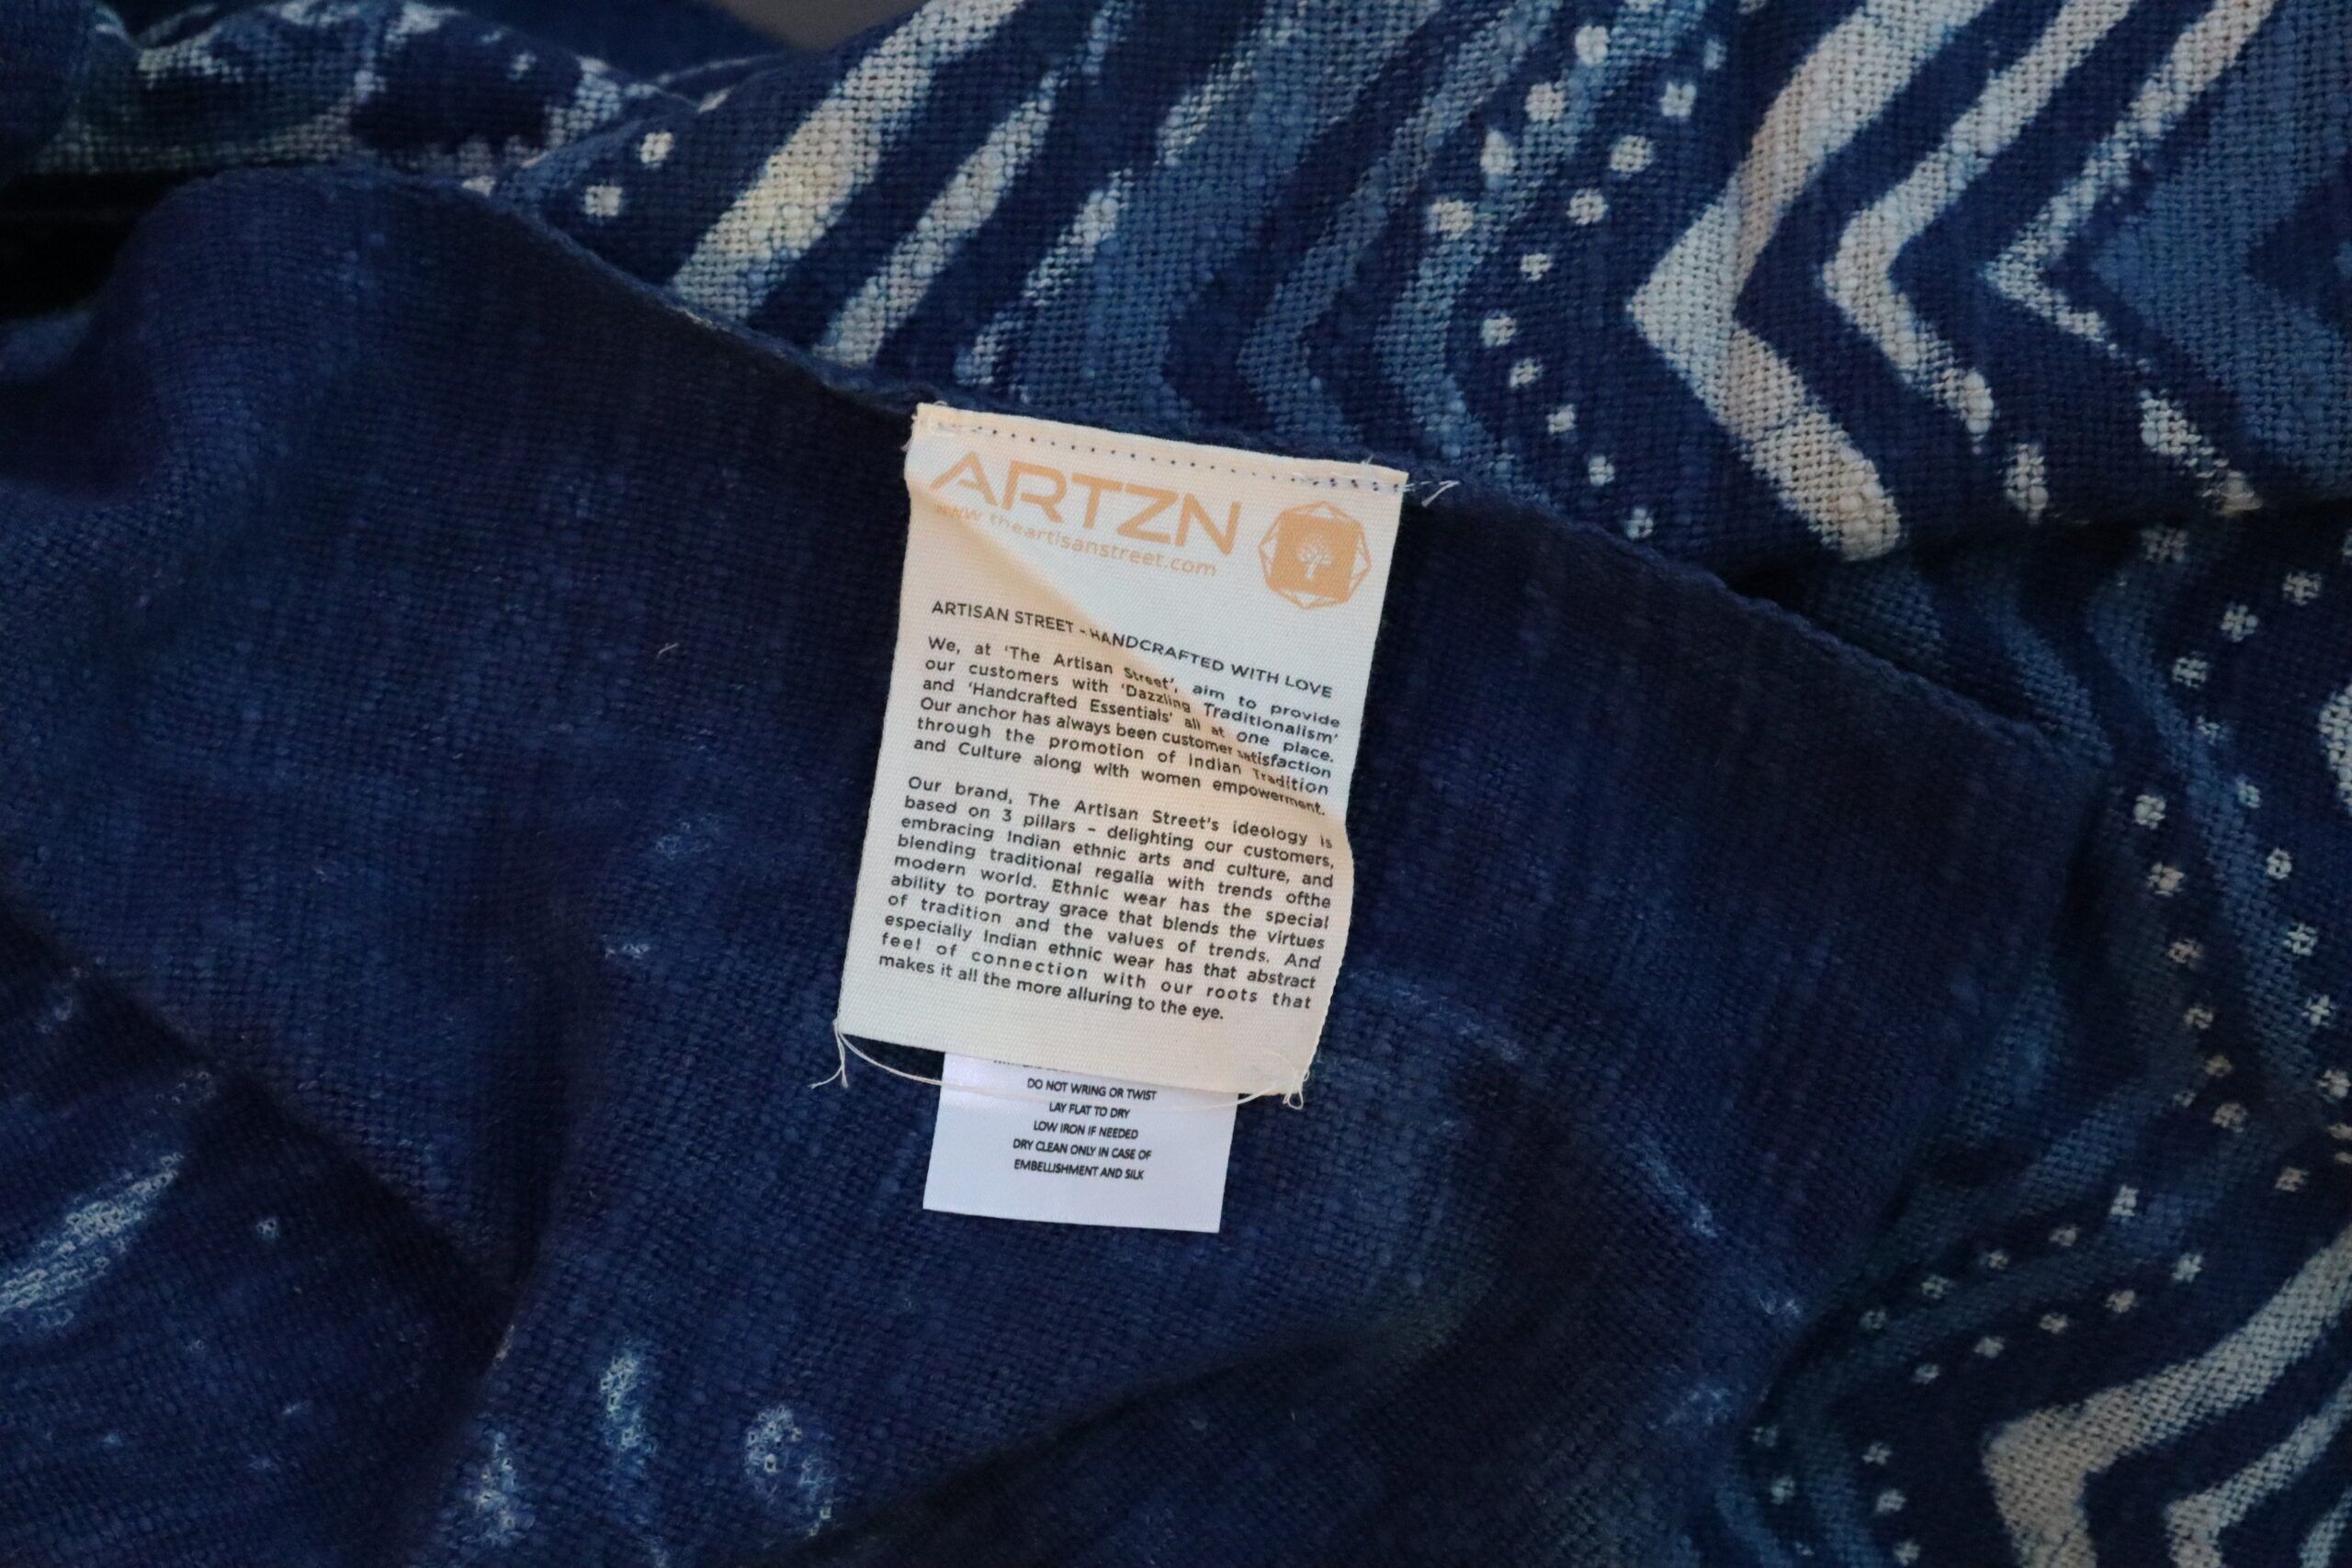 ARTZN
www.theartisanstreet.com
ARTISAN STREET - HANDCRAFTED WITH LOVE
We, at 'The Artisan Street', aim to provide
our customers with 'Dazzling Traditionalism'
and 'Handcrafted Essentials' all at one place.
Our anchor has always been customer satisfaction
through the promotion of Indian Tradition
and Culture along with women empowerment.
Our brand, The Artisan Street's ideology is
based on 3 pillars – delighting our customers,
embracing Indian ethnic arts and culture, and
blending traditional regalia with trends ofthe
modern world. Ethnic wear has the special
ability to portray grace that blends the virtues
of tradition and the values of trends. And
especially Indian ethnic wear has that abstract
feel of connection with our roots that
makes it all the more alluring to the eye.
DO NOT WRING OR TWIST
LAY FLAT TO DRY
LOW IRON IF NEEDED
DRY CLEAN ONLY IN CASE OF
EMBELLISHMENT AND SILK